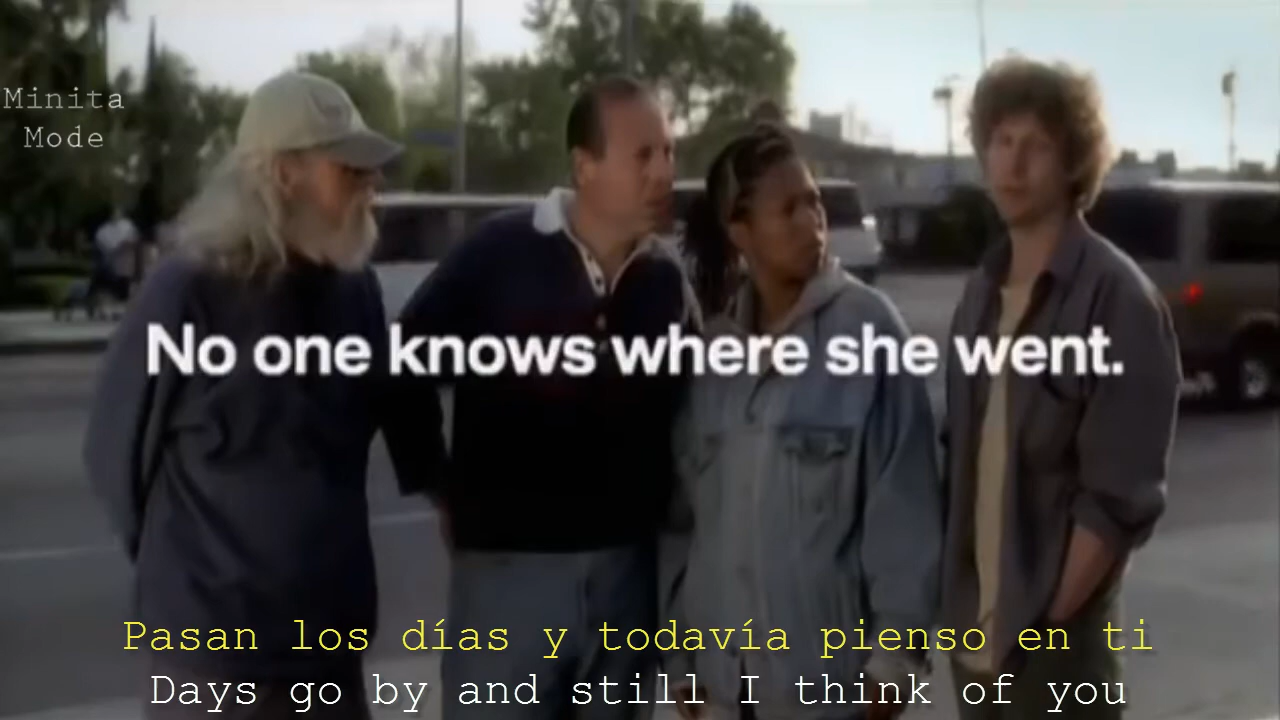 Minita
Mode
No one knows where she went.
Pasan los días y todavía pienso en ti
Days go by and still I think of you